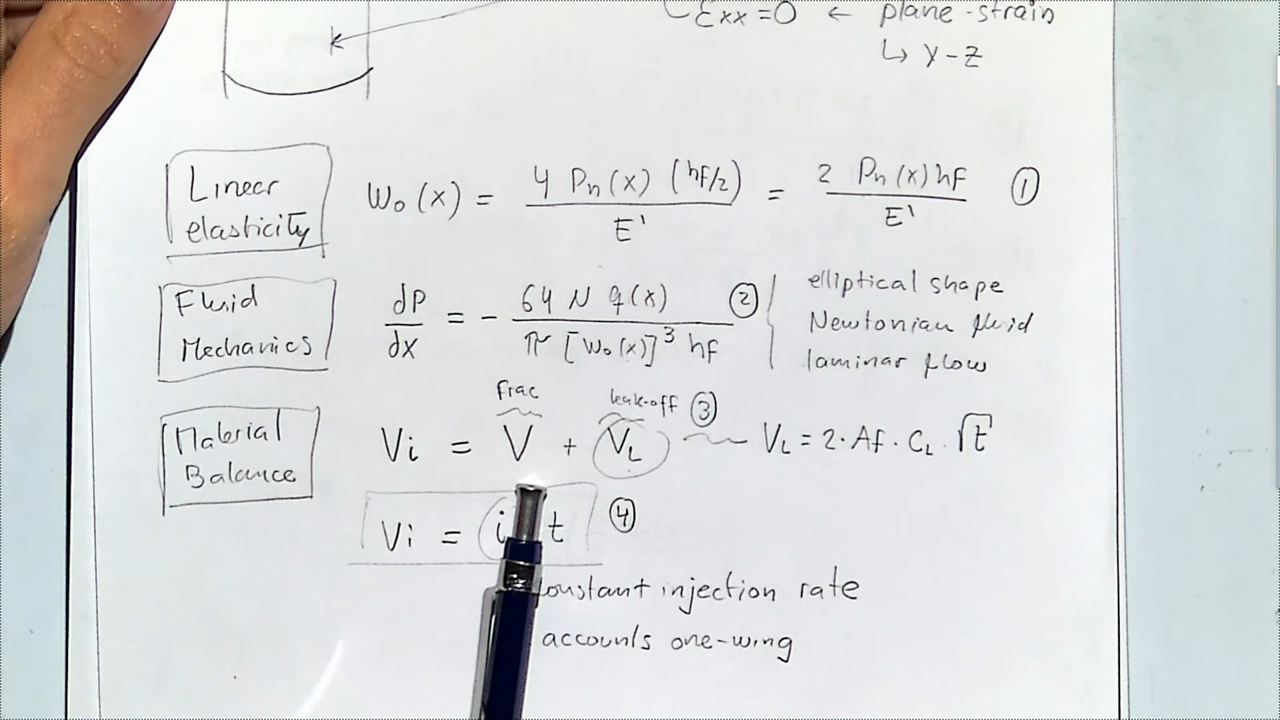 εxx = 0 ← plane-strain
↳ y-z
Linear elasticity
W₀(x) = 4 Pn(x) (hf/2) / E' = 2 Pn(x) hf / E' ①
Fluid Mechanics
dP/dx = - 64 μ q(x) / π [W₀(x)]³ hf ②
elliptical shape
Newtonian fluid
laminar flow
frac
leak-off ③
Material Balance
Vi = V + VL
VL = 2 · Af · CL · √t
Vi = i t ④
constant injection rate
accounts one-wing